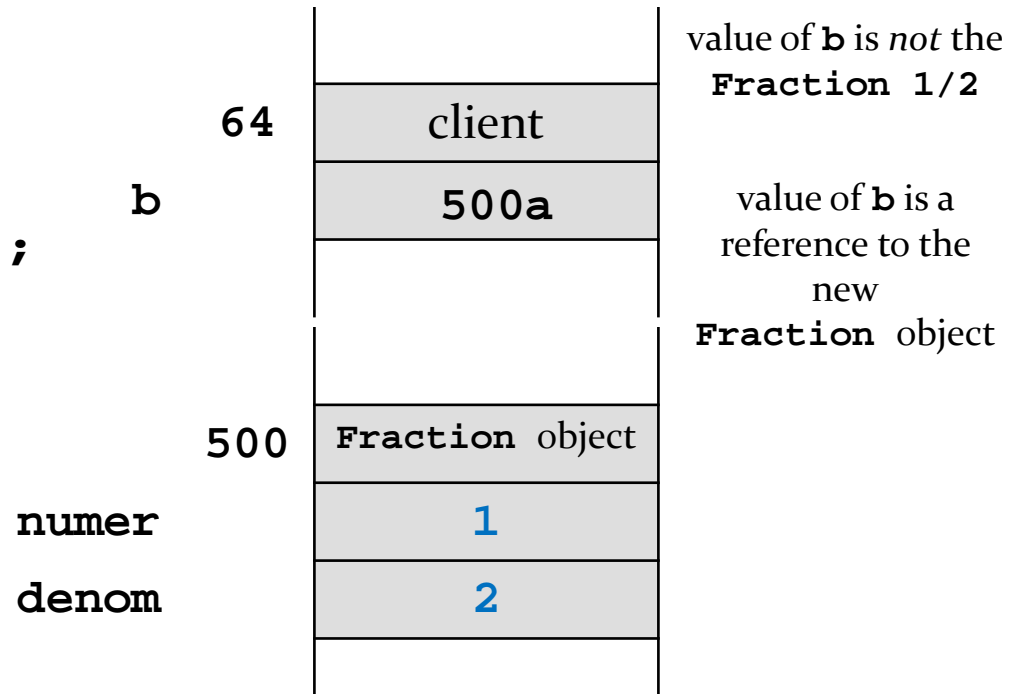 value of b is not the
Fraction 1/2
64 client
b 500a
;
value of b is a
reference to the
new
Fraction object
500 Fraction object
numer 1
denom 2